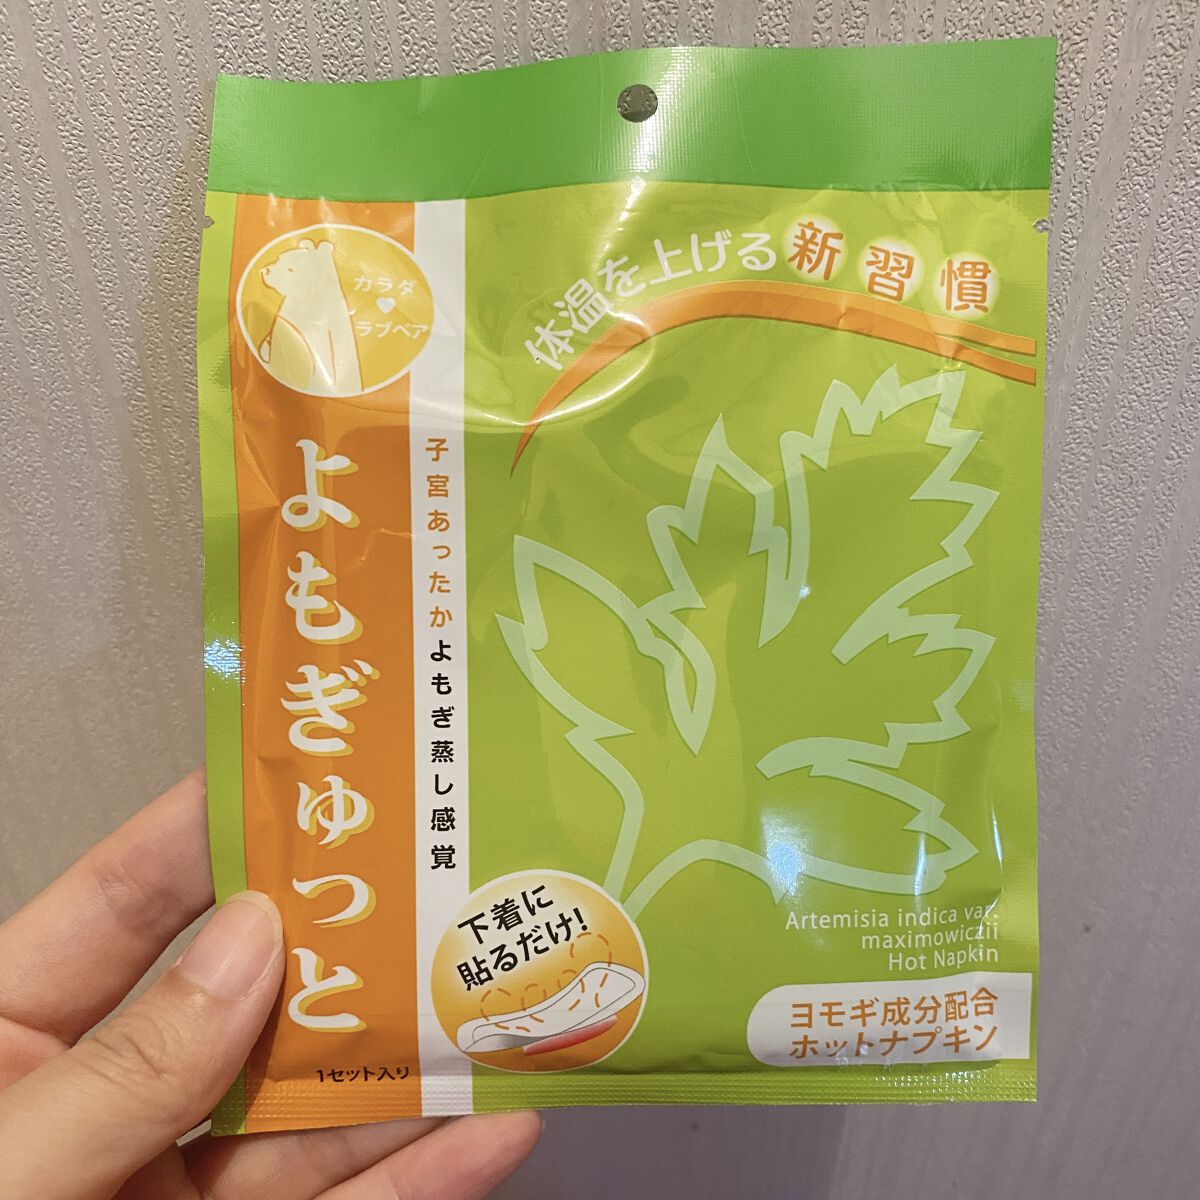 体温を上げる新習慣
カラダ
♥
ラブベア
よもぎゅっと
子宮あったかよもぎ蒸し感覚
下着に
貼るだけ!
Artemisia indica var.
maximowiczii
Hot Napkin
ヨモギ成分配合
ホットナプキン
1セット入り